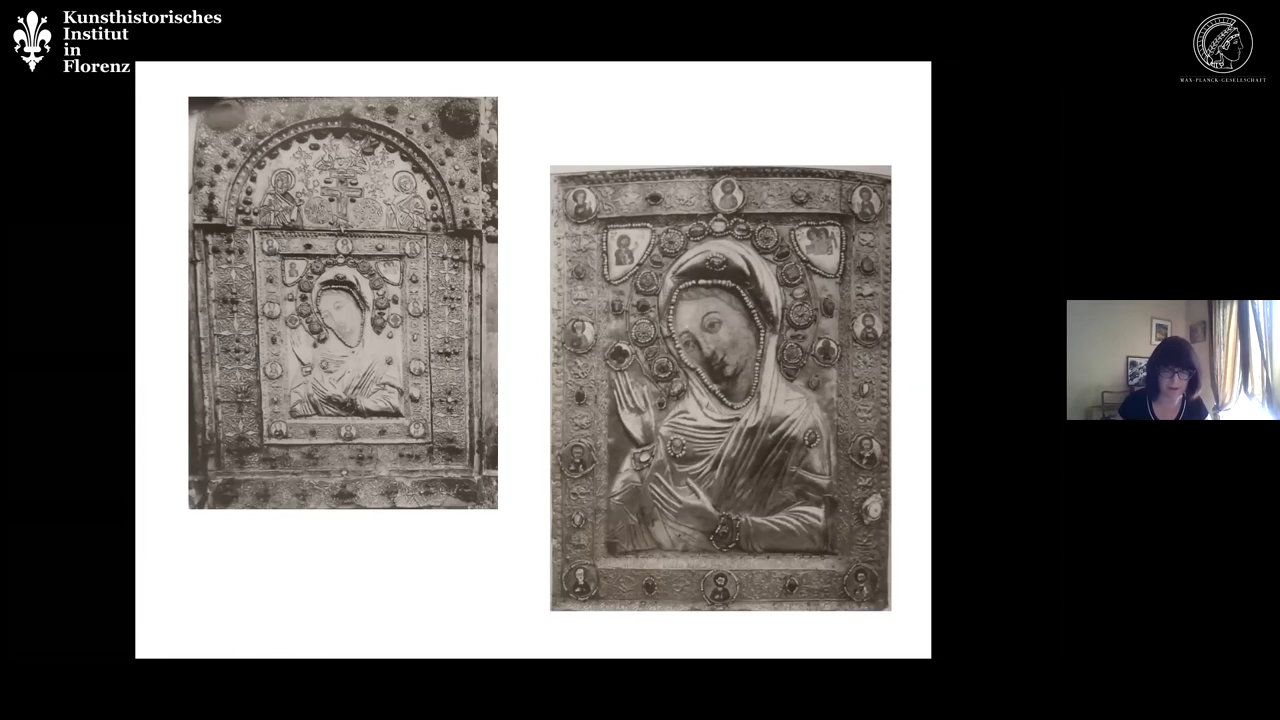 Kunsthistorisches
Institut
in
Florenz
MAX-PLANCK-GESELLSCHAFT